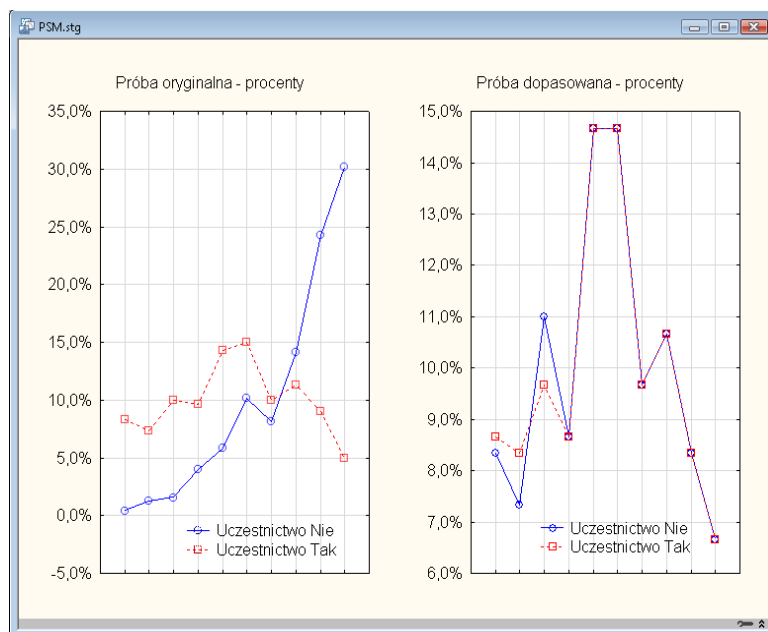 PSM.stg
Próba oryginalna - procenty
35,0%
30,0%
25,0%
20,0%
15,0%
10,0%
5,0%
0,0%
-5,0%
Uczestnictwo Nie
Uczestnictwo Tak
Próba dopasowana - procenty
15,0%
14,0%
13,0%
12,0%
11,0%
10,0%
9,0%
8,0%
7,0%
6,0%
Uczestnictwo Nie
Uczestnictwo Tak